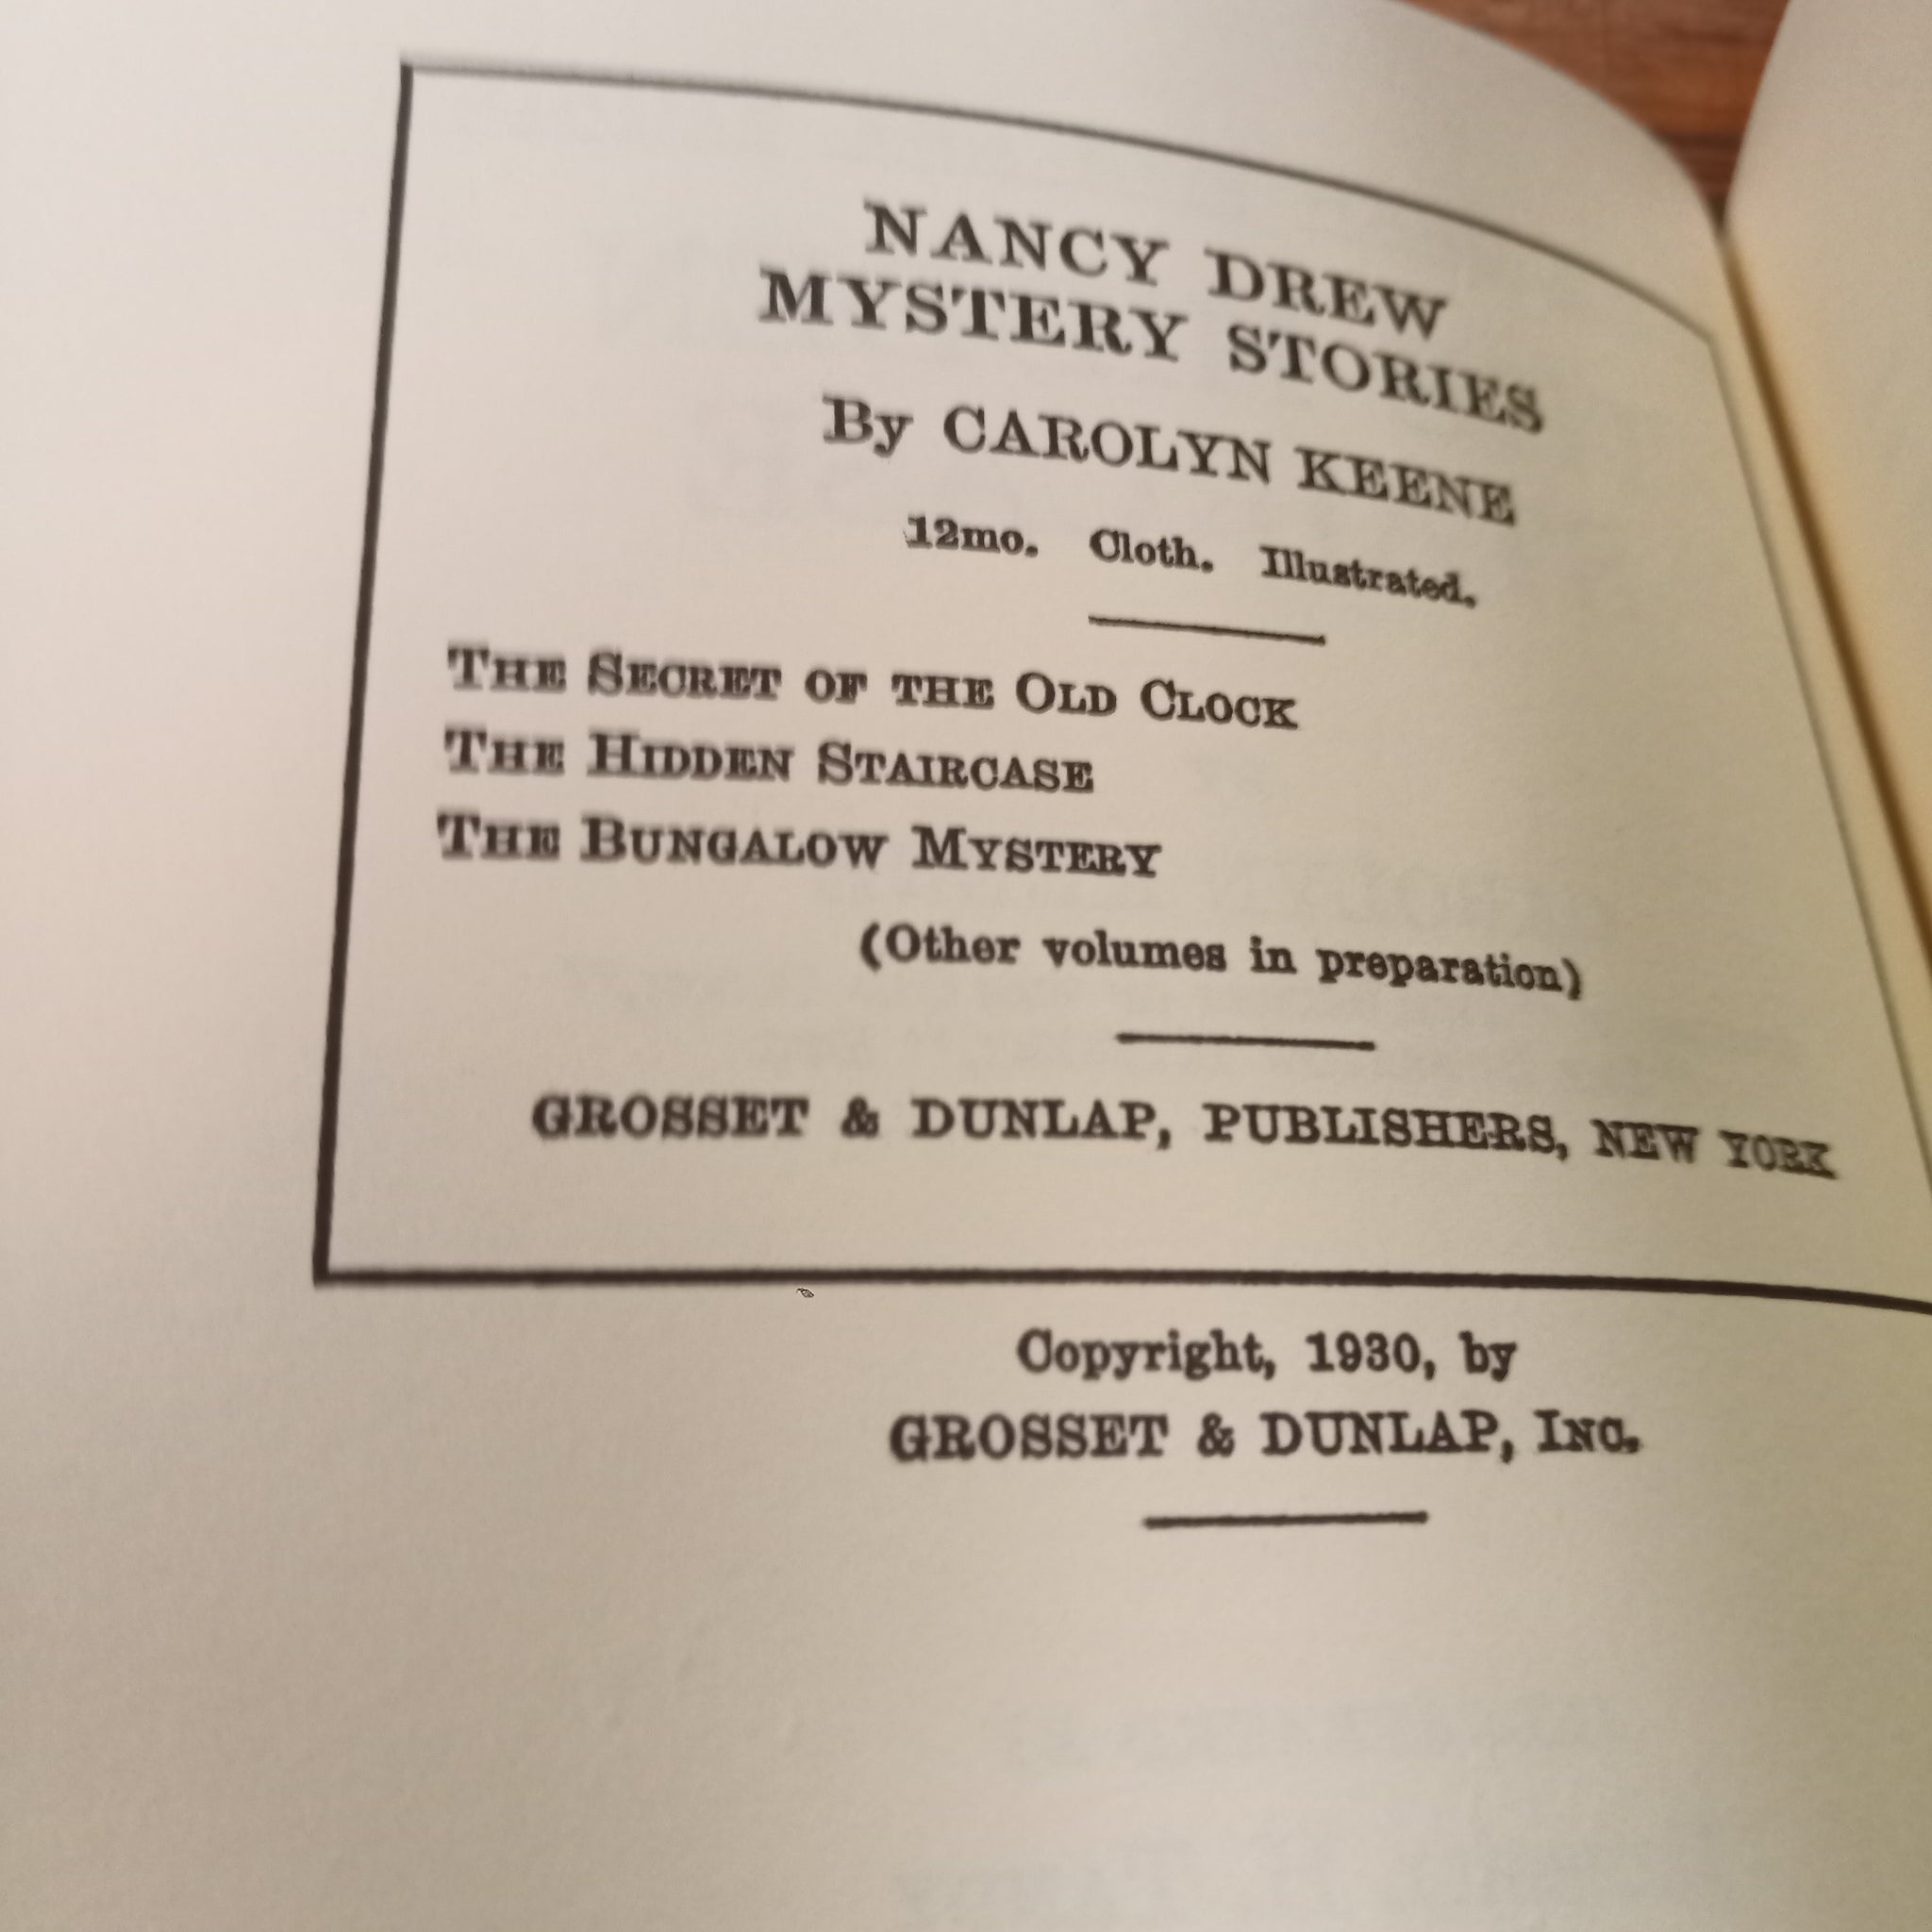 NANCY DREW
MYSTERY STORIES
By CAROLYN KEENE
12mo. Cloth. Illustrated.
THE SECRET OF THE OLD CLOCK
THE HIDDEN STAIRCASE
THE BUNGALOW MYSTERY
(Other volumes in preparation)
GROSSET & DUNLAP, PUBLISHERS, NEW YORK
Copyright, 1930, by
GROSSET & DUNLAP, INC.